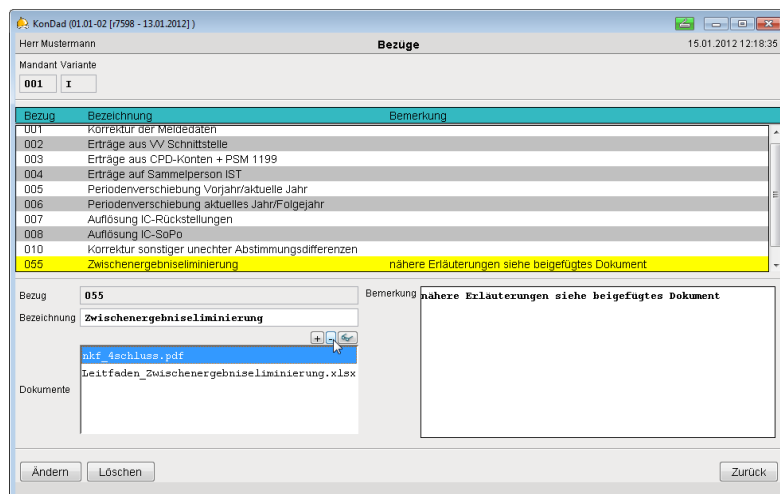 KonDad (01.01-02 [r7598 - 13.01.2012] )
Herr Mustermann Bezüge 15.01.2012 12:18:35
Mandant Variante
001 I
Bezug Bezeichnung Bemerkung
001 Korrektur der Meldedaten
002 Erträge aus VV Schnittstelle
003 Erträge aus CPD-Konten + PSM 1199
004 Erträge auf Sammelperson IST
005 Periodenverschiebung Vorjahr/aktuelle Jahr
006 Periodenverschiebung aktuelles Jahr/Folgejahr
007 Auflösung IC-Rückstellungen
008 Auflösung IC-SoPo
010 Korrektur sonstiger unechter Abstimmungsdifferenzen
055 Zwischenergebniseliminierung nähere Erläuterungen siehe beigefügtes Dokument
Bezug 055 Bemerkung nähere Erläuterungen siehe beigefügtes Dokument
Bezeichnung Zwischenergebniseliminierung
+ -
nkf_4schluss.pdf
Leitfaden_Zwischenergebniseliminierung.xlsx
Dokumente
Ändern Löschen Zurück